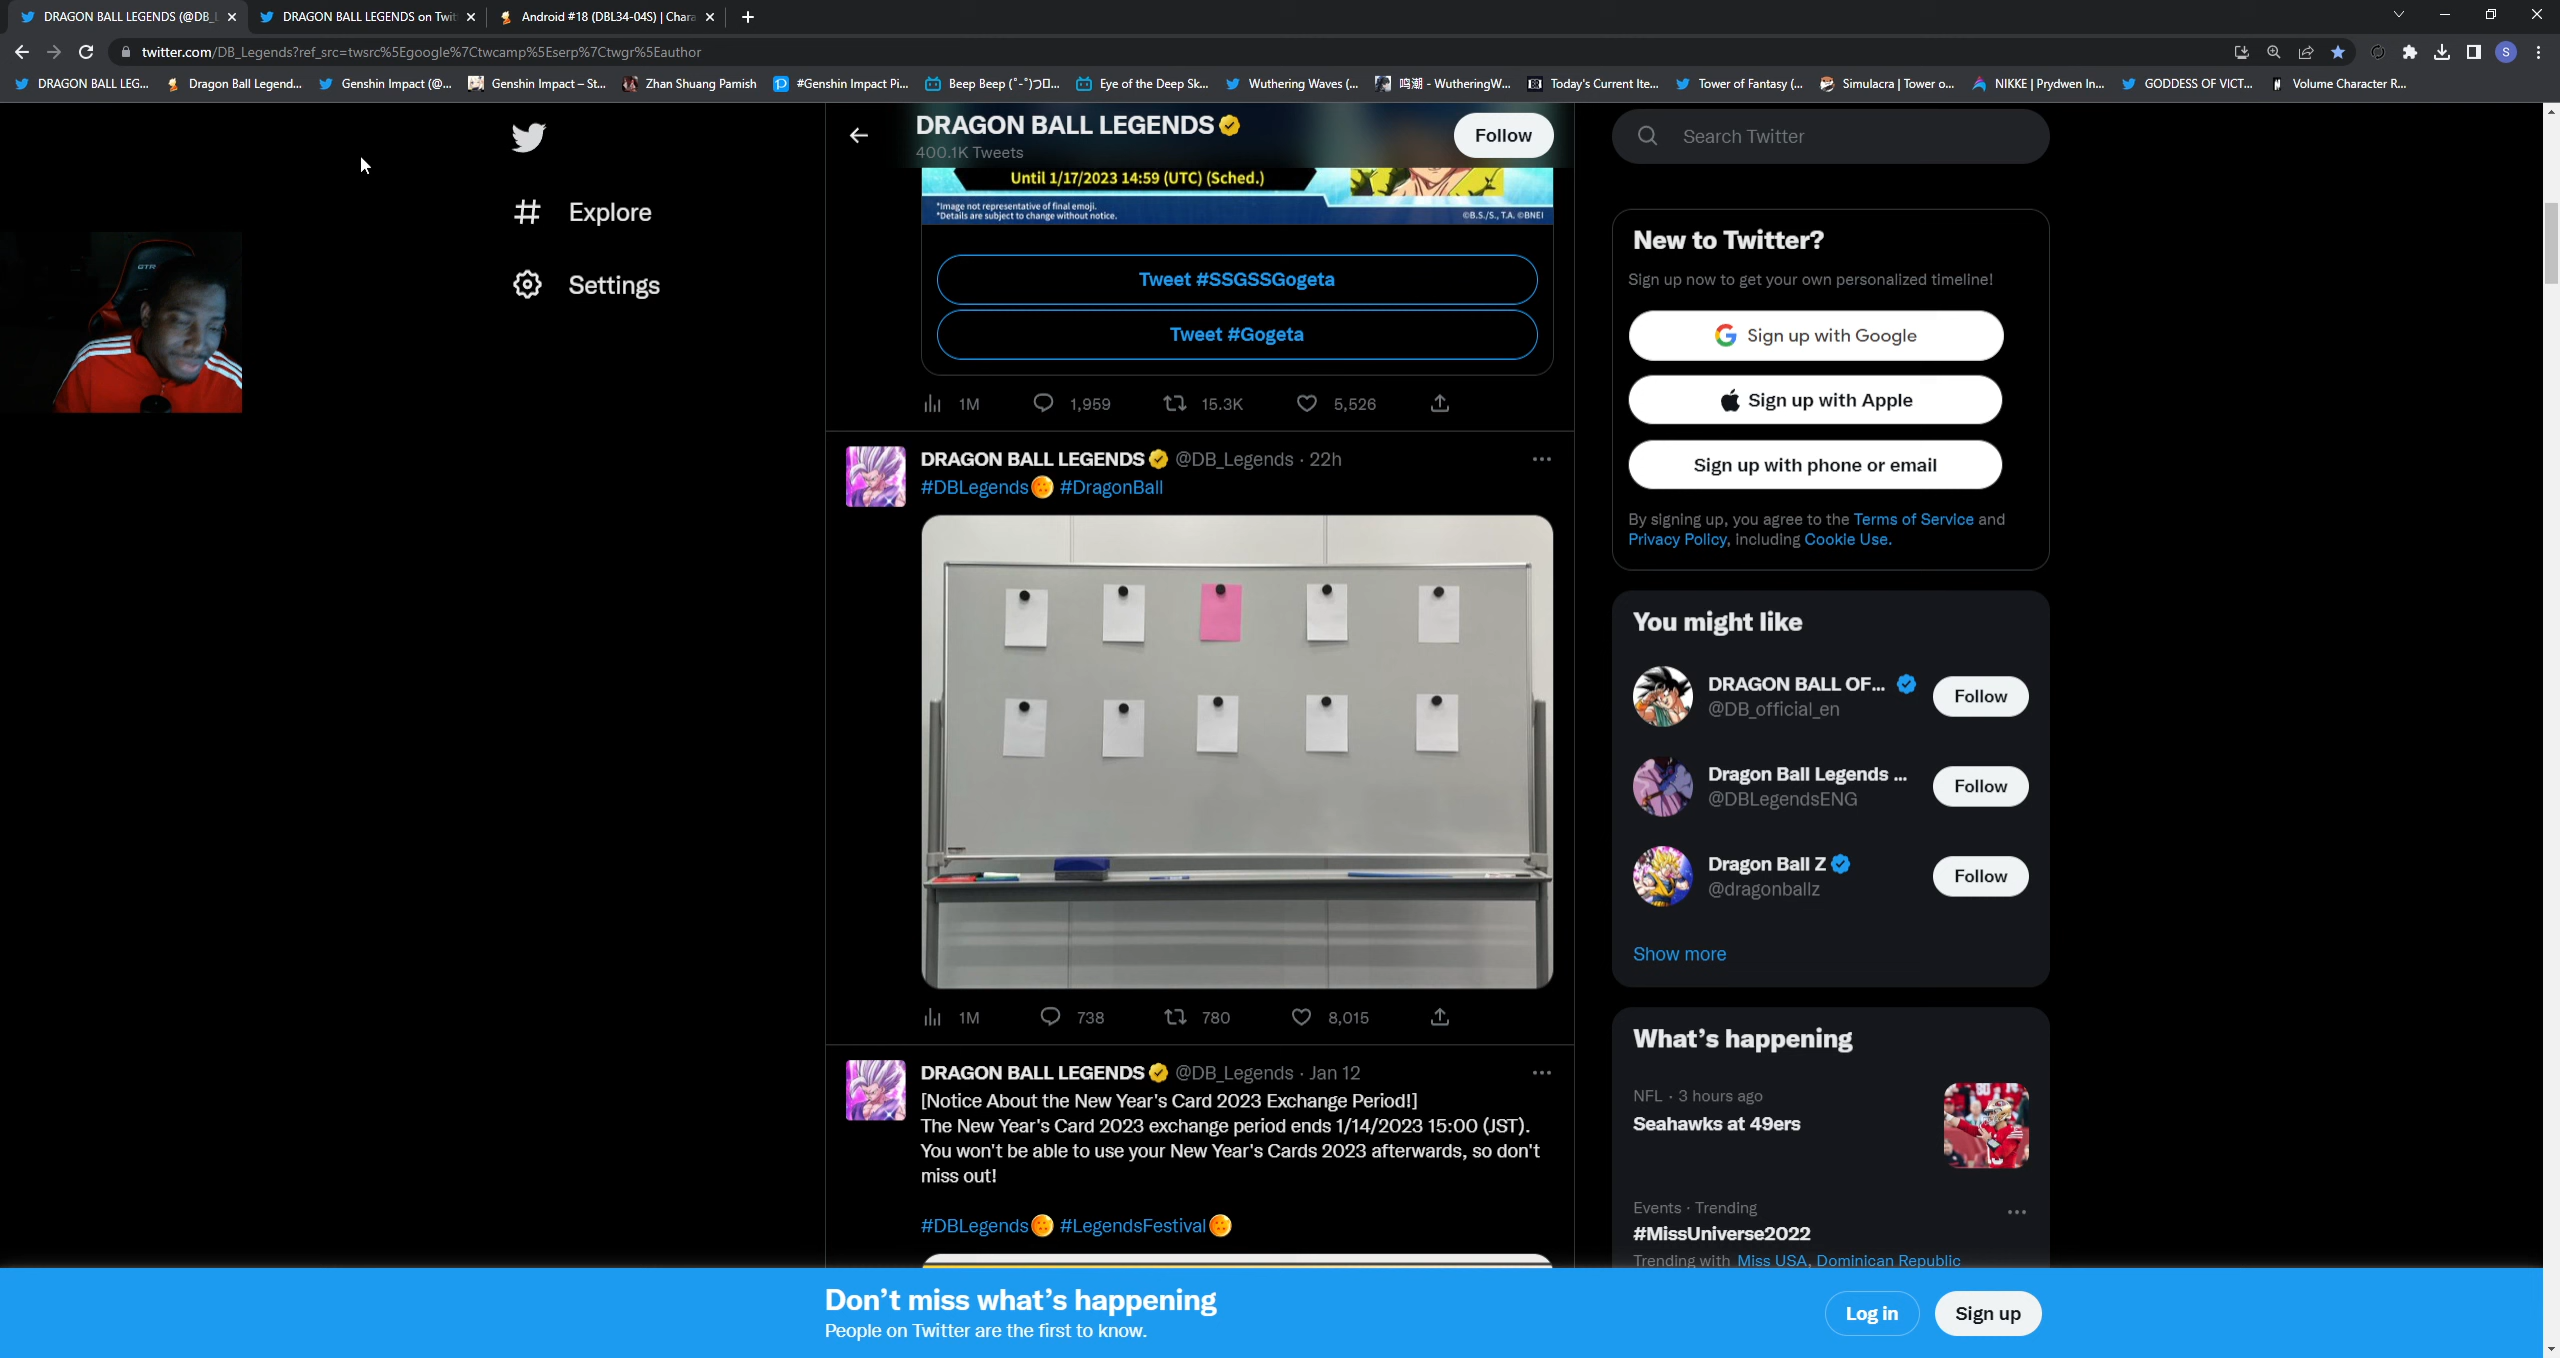 DRAGON BALL LEGENDS (@DB_L
DRAGON BALL LEGENDS on Twit
Android #18 (DBL34-04S) | Chara
twitter.com/DB_Legends?ref_src=twsrc%5Egoogle%7Ctwcamp%5Eserp%7Ctwgr%5Eauthor
S
DRAGON BALL LEG...
Dragon Ball Legend...
Genshin Impact (@...
Genshin Impact – St...
Zhan Shuang Pamish
#Genshin Impact Pi...
Eye of the Deep Sk...
Wuthering Waves (...
鸣潮 - WutheringW...
Today's Current Ite...
Tower of Fantasy (...
Simulacra | Tower o...
NIKKE | Prydwen In...
GODDESS OF VICT...
Volume Character R...
Explore
Settings
GTR
DRAGON BALL LEGENDS
400.1K Tweets
Follow
Until 1/17/2023 14:59 (UTC) (Sched.)
*Image not representative of final emoji.
*Details are subject to change without notice.
©B.S./S., T.A. ©BNEI
Tweet #SSGSSGogeta
Tweet #Gogeta
1M 1,959 15.3K 5,526
DRAGON BALL LEGENDS @DB_Legends · 22h
#DBLegends #DragonBall
1M 738 780 8,015
DRAGON BALL LEGENDS @DB_Legends · Jan 12
[Notice About the New Year's Card 2023 Exchange Period!]
The New Year's Card 2023 exchange period ends 1/14/2023 15:00 (JST).
You won't be able to use your New Year's Cards 2023 afterwards, so don't
miss out!
#DBLegends #LegendsFestival
Search Twitter
New to Twitter?
Sign up now to get your own personalized timeline!
Sign up with Google
Sign up with Apple
Sign up with phone or email
By signing up, you agree to the Terms of Service and
Privacy Policy, including Cookie Use.
You might like
DRAGON BALL OF...
@DB_official_en
Follow
Dragon Ball Legends ...
@DBLegendsENG
Follow
Dragon Ball Z
@dragonballz
Follow
Show more
What's happening
NFL · 3 hours ago
Seahawks at 49ers
Events · Trending
#MissUniverse2022
Trending with Miss USA, Dominican Republic
Don't miss what's happening
People on Twitter are the first to know.
Log in
Sign up